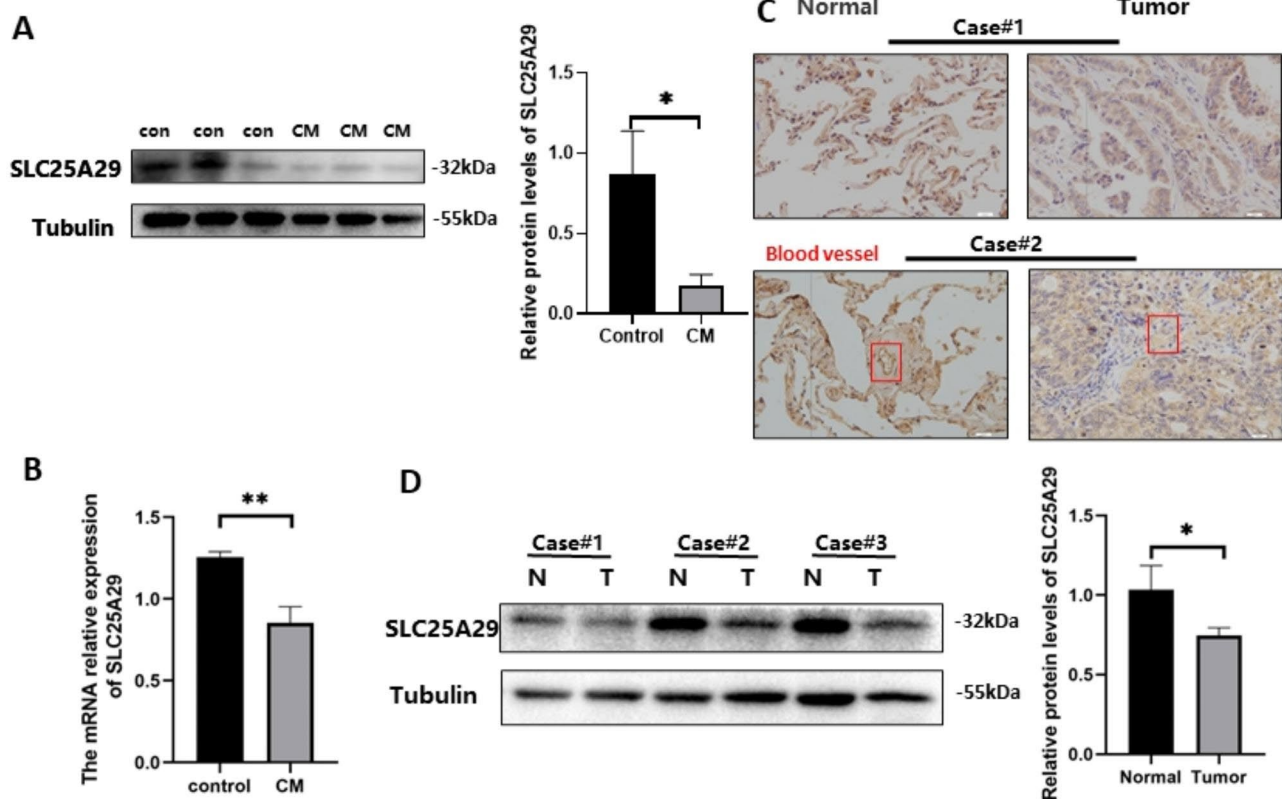 A
con con con CM CM CM
SLC25A29
-32kDa
Tubulin
-55kDa
Relative protein levels of SLC25A29
1.5
1.0
0.5
0.0
*
Control CM
C
Normal Tumor
Case#1
Blood vessel
Case#2
B
The mRNA relative expression
of SLC25A29
1.5
1.0
0.5
0.0
**
control CM
D
Case#1 Case#2 Case#3
N T N T N T
SLC25A29
-32kDa
Tubulin
-55kDa
Relative protein levels of SLC25A29
1.5
1.0
0.5
0.0
*
Normal Tumor